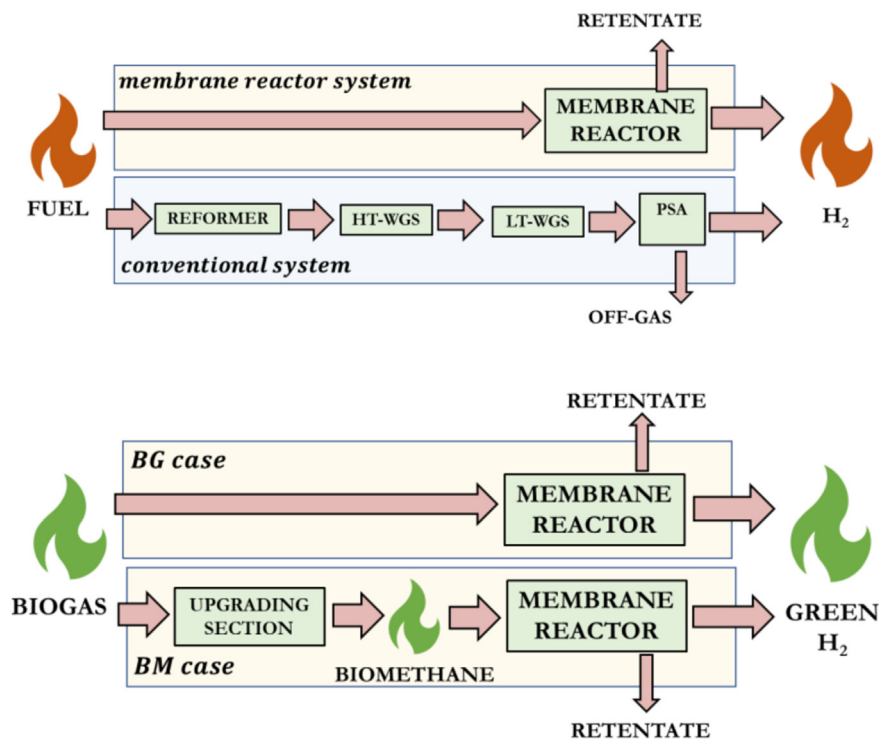 RETENTATE
membrane reactor system
MEMBRANE
REACTOR
FUEL
H₂
REFORMER
HT-WGS
LT-WGS
PSA
conventional system
OFF-GAS
RETENTATE
BG case
MEMBRANE
REACTOR
BIOGAS
GREEN
H₂
UPGRADING
SECTION
BIOMETHANE
MEMBRANE
REACTOR
BM case
RETENTATE